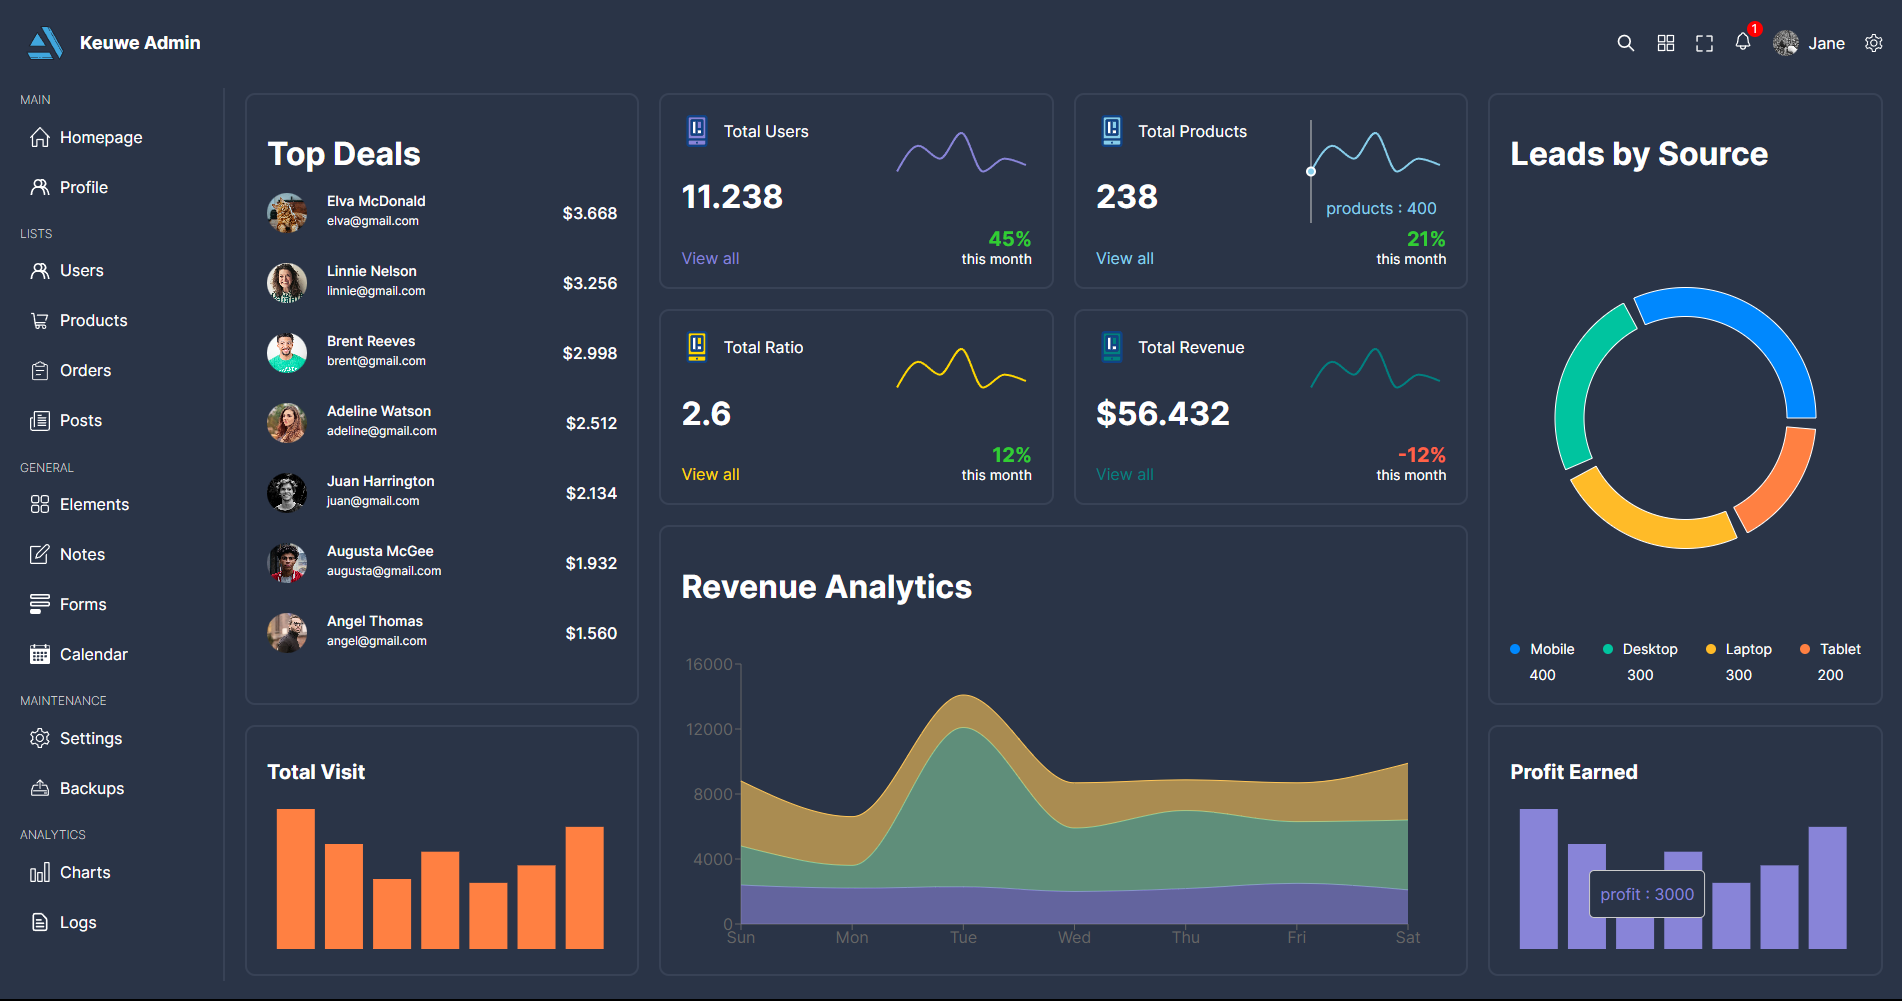 Keuwe Admin
1
Jane
MAIN
Homepage
Profile
LISTS
Users
Products
Orders
Posts
GENERAL
Elements
Notes
Forms
Calendar
MAINTENANCE
Settings
Backups
ANALYTICS
Charts
Logs
Top Deals
Elva McDonald
elva@gmail.com
$3.668
Linnie Nelson
linnie@gmail.com
$3.256
Brent Reeves
brent@gmail.com
$2.998
Adeline Watson
adeline@gmail.com
$2.512
Juan Harrington
juan@gmail.com
$2.134
Augusta McGee
augusta@gmail.com
$1.932
Angel Thomas
angel@gmail.com
$1.560
Total Visit
Total Users
11.238
View all
45%
this month
Total Products
238
products : 400
View all
21%
this month
Total Ratio
2.6
View all
12%
this month
Total Revenue
$56.432
View all
-12%
this month
Revenue Analytics
16000
12000
8000
4000
0
Sun Mon Tue Wed Thu Fri Sat
Leads by Source
Mobile Desktop Laptop Tablet
400 300 300 200
Profit Earned
profit : 3000